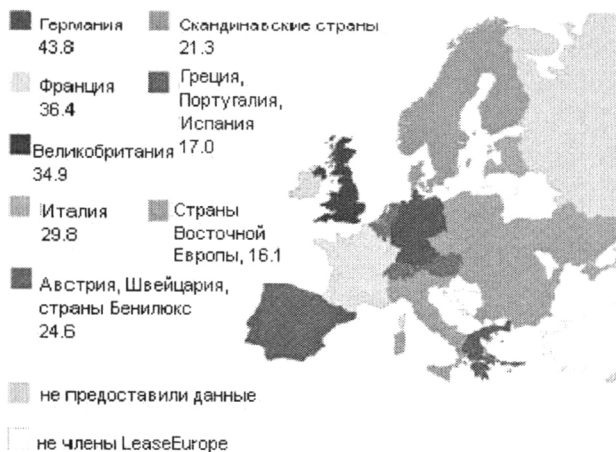 Германия
43.8
Скандинавские страны
21.3
Франция
36.4
Греция,
Португалия,
Испания
17.0
Великобритания
34.9
Италия
29.8
Страны
Восточной
Европы, 16.1
Австрия, Швейцария,
страны Бенилюкс
24.6
не предоставили данные
не члены LeaseEurope